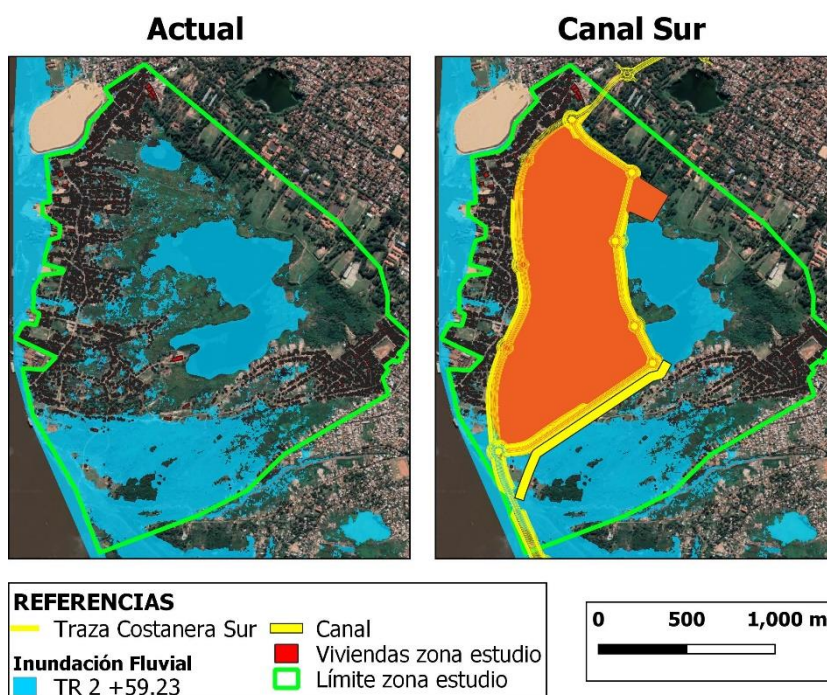 Actual
Canal Sur
REFERENCIAS
Traza Costanera Sur
Canal
Inundación Fluvial
Viviendas zona estudio
TR 2 +59.23
Límite zona estudio
0 500 1,000 m